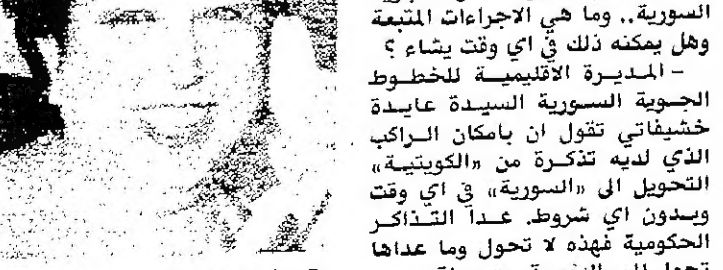 السورية.. وما هي الاجراءات المتبعة
وهل يمكنه ذلك في اي وقت يشاء ؟
- المديرة الاقليمية للخطوط
الجوية السورية السيدة عايدة
خشيفاتي تقول ان بامكان الراكب
الذي لديه تذكرة من «الكويتية»
التحويل الى «السورية» في اي وقت
وبدون اي شروط. عدا التذاكر
الحكومية فهذه لا تحول وما عداها